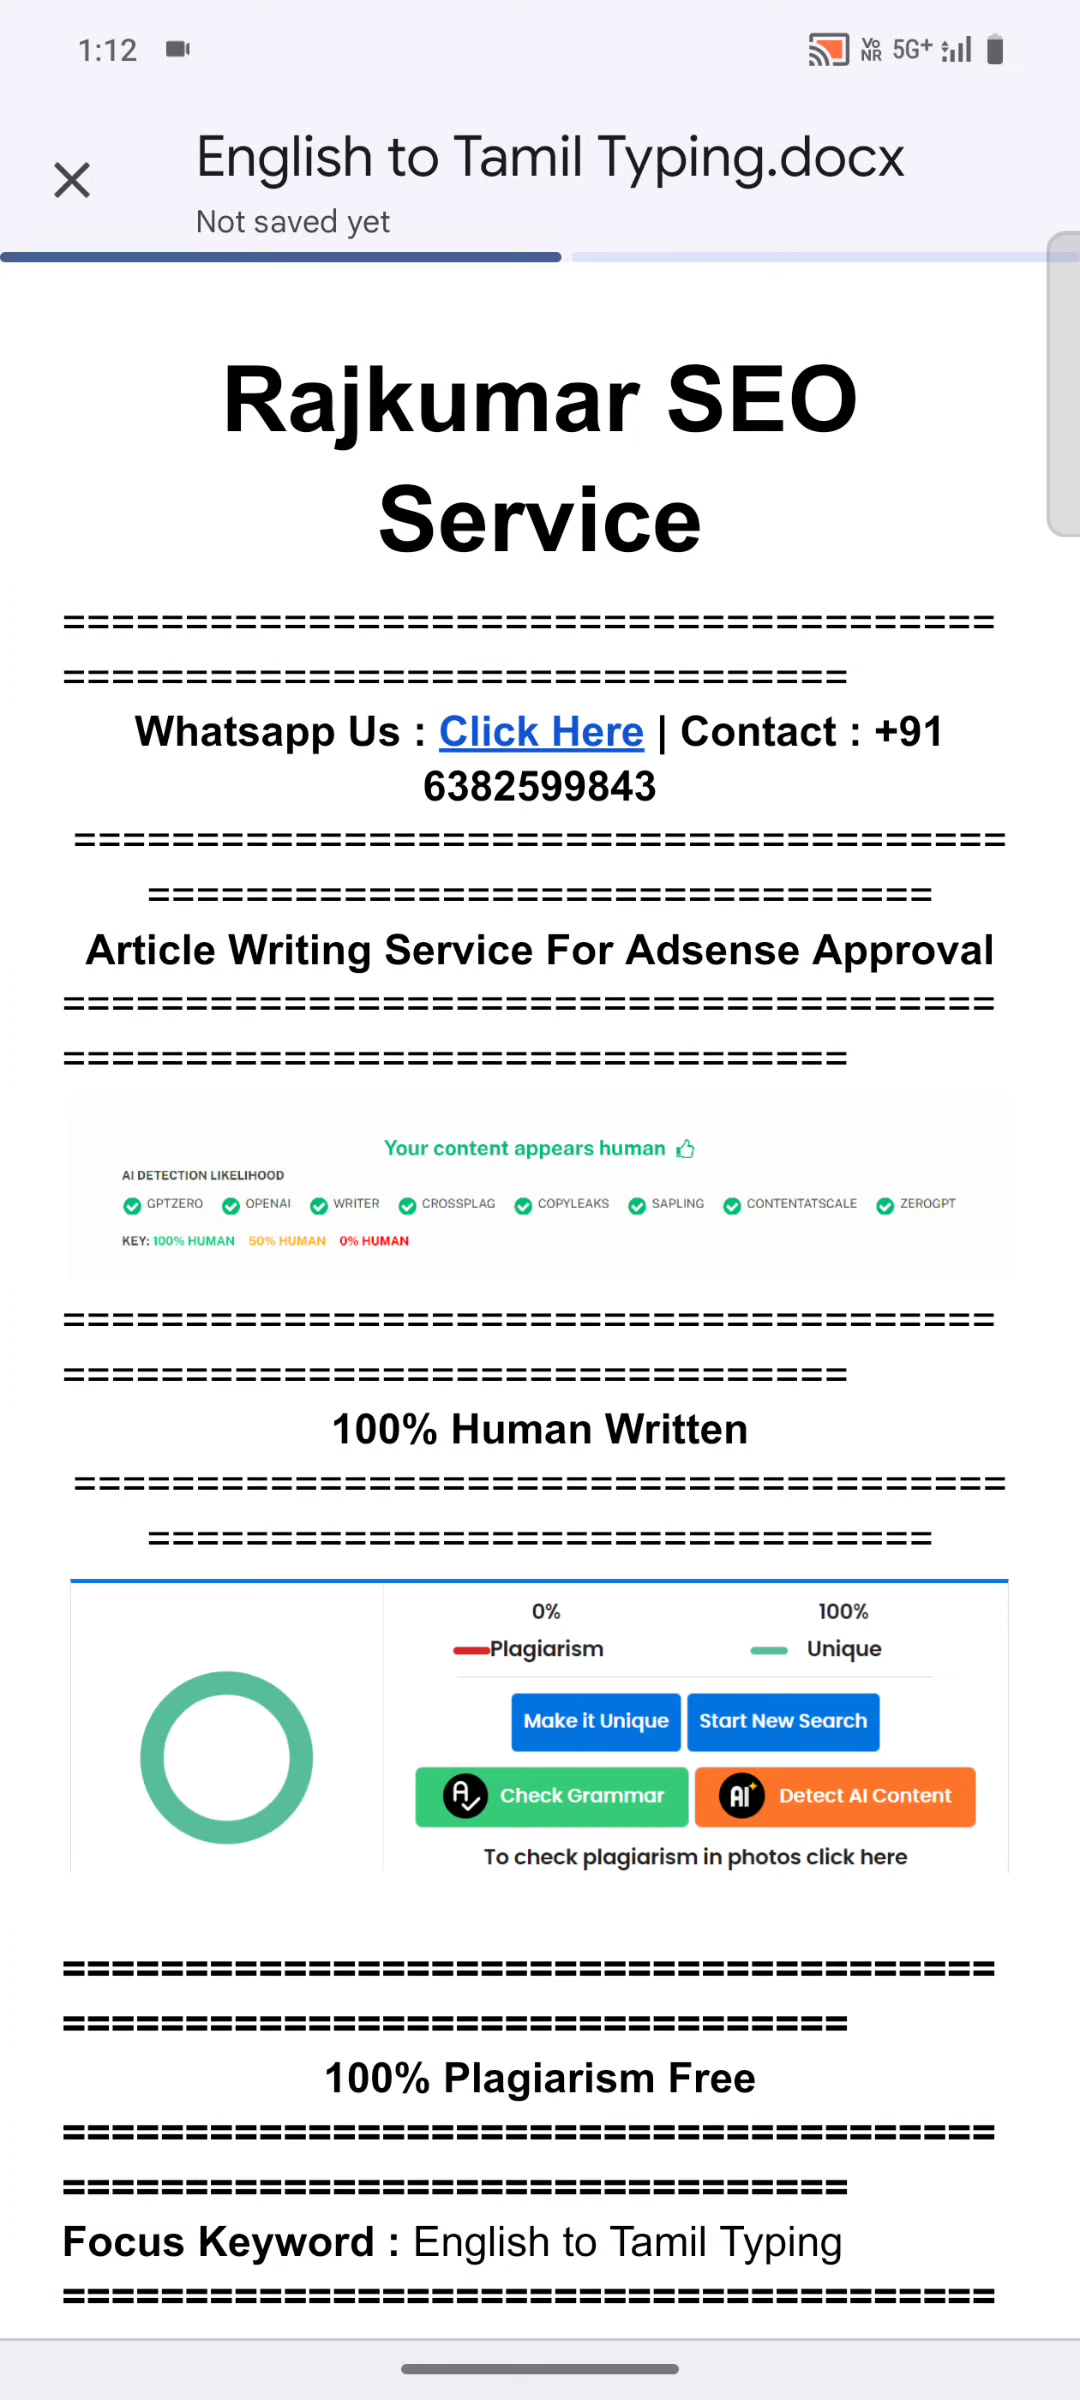 1:12 Vo NR 5G+
English to Tamil Typing.docx
Not saved yet
Rajkumar SEO
Service
======================================
================================
Whatsapp Us : Click Here | Contact : +91
6382599843
======================================
================================
Article Writing Service For Adsense Approval
======================================
================================
Your content appears human
AI DETECTION LIKELIHOOD
GPTZERO OPENAI WRITER CROSSPLAG COPYLEAKS SAPLING CONTENTATSCALE ZEROGPT
KEY: 100% HUMAN 50% HUMAN 0% HUMAN
======================================
================================
100% Human Written
======================================
================================
0% 100%
Plagiarism Unique
Make it Unique Start New Search
Check Grammar AI Detect AI Content
To check plagiarism in photos click here
======================================
================================
100% Plagiarism Free
======================================
================================
Focus Keyword : English to Tamil Typing
======================================